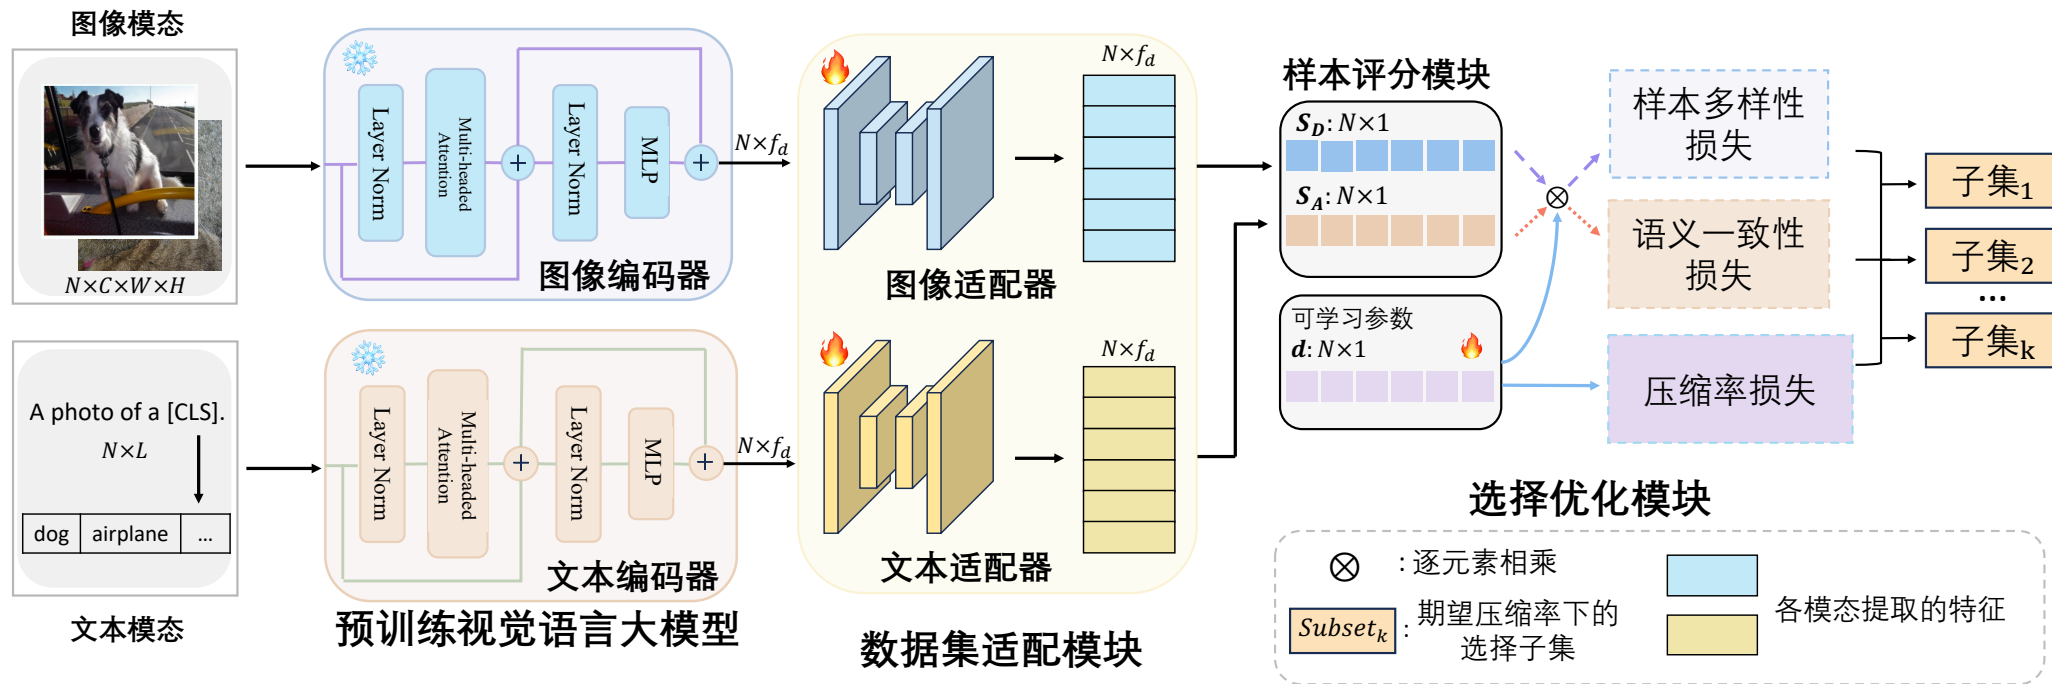 图像模态
N×C×W×H
A photo of a [CLS].
N×L
dog airplane ...
文本模态
Layer Norm
Multi-headed
Attention
Layer Norm
MLP
图像编码器
N×f_d
Layer Norm
Multi-headed
Attention
Layer Norm
MLP
文本编码器
N×f_d
预训练视觉语言大模型
N×f_d
图像适配器
N×f_d
文本适配器
数据集适配模块
样本评分模块
S_D: N×1
S_A: N×1
可学习参数
d: N×1
样本多样性
损失
语义一致性
损失
压缩率损失
子集₁
子集₂
...
子集ₖ
选择优化模块
⊗ : 逐元素相乘
Subset_k : 期望压缩率下的
选择子集
各模态提取的特征